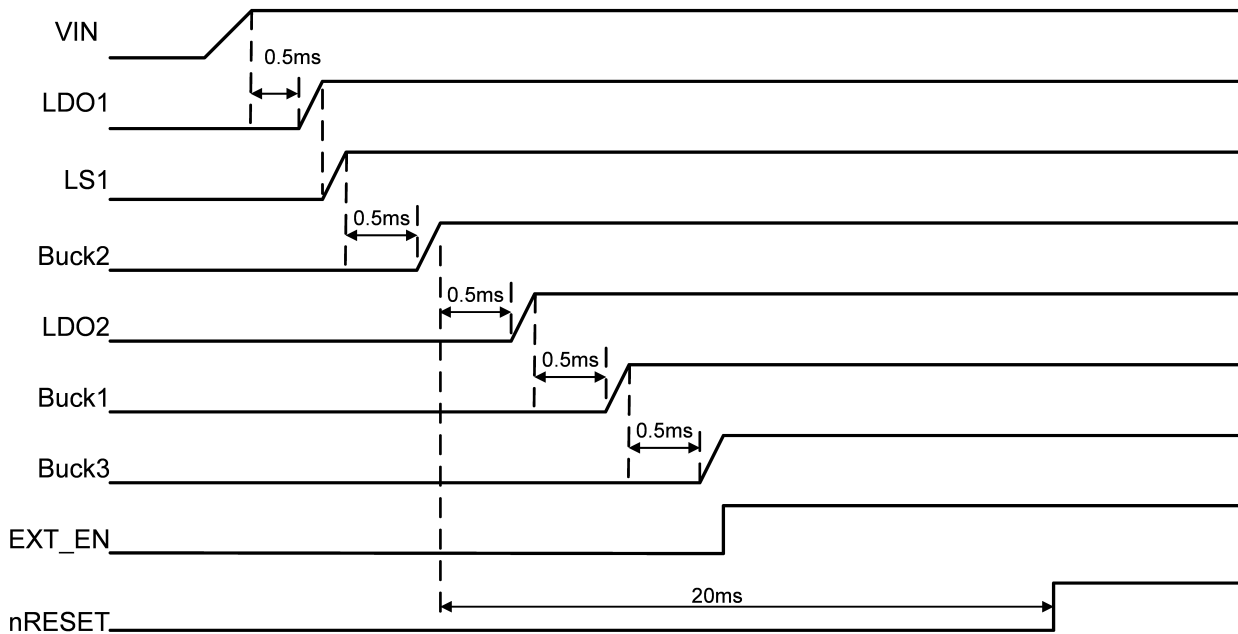 VIN
0.5ms
LDO1
LS1
0.5ms
Buck2
0.5ms
LDO2
0.5ms
Buck1
0.5ms
Buck3
EXT_EN
20ms
nRESET